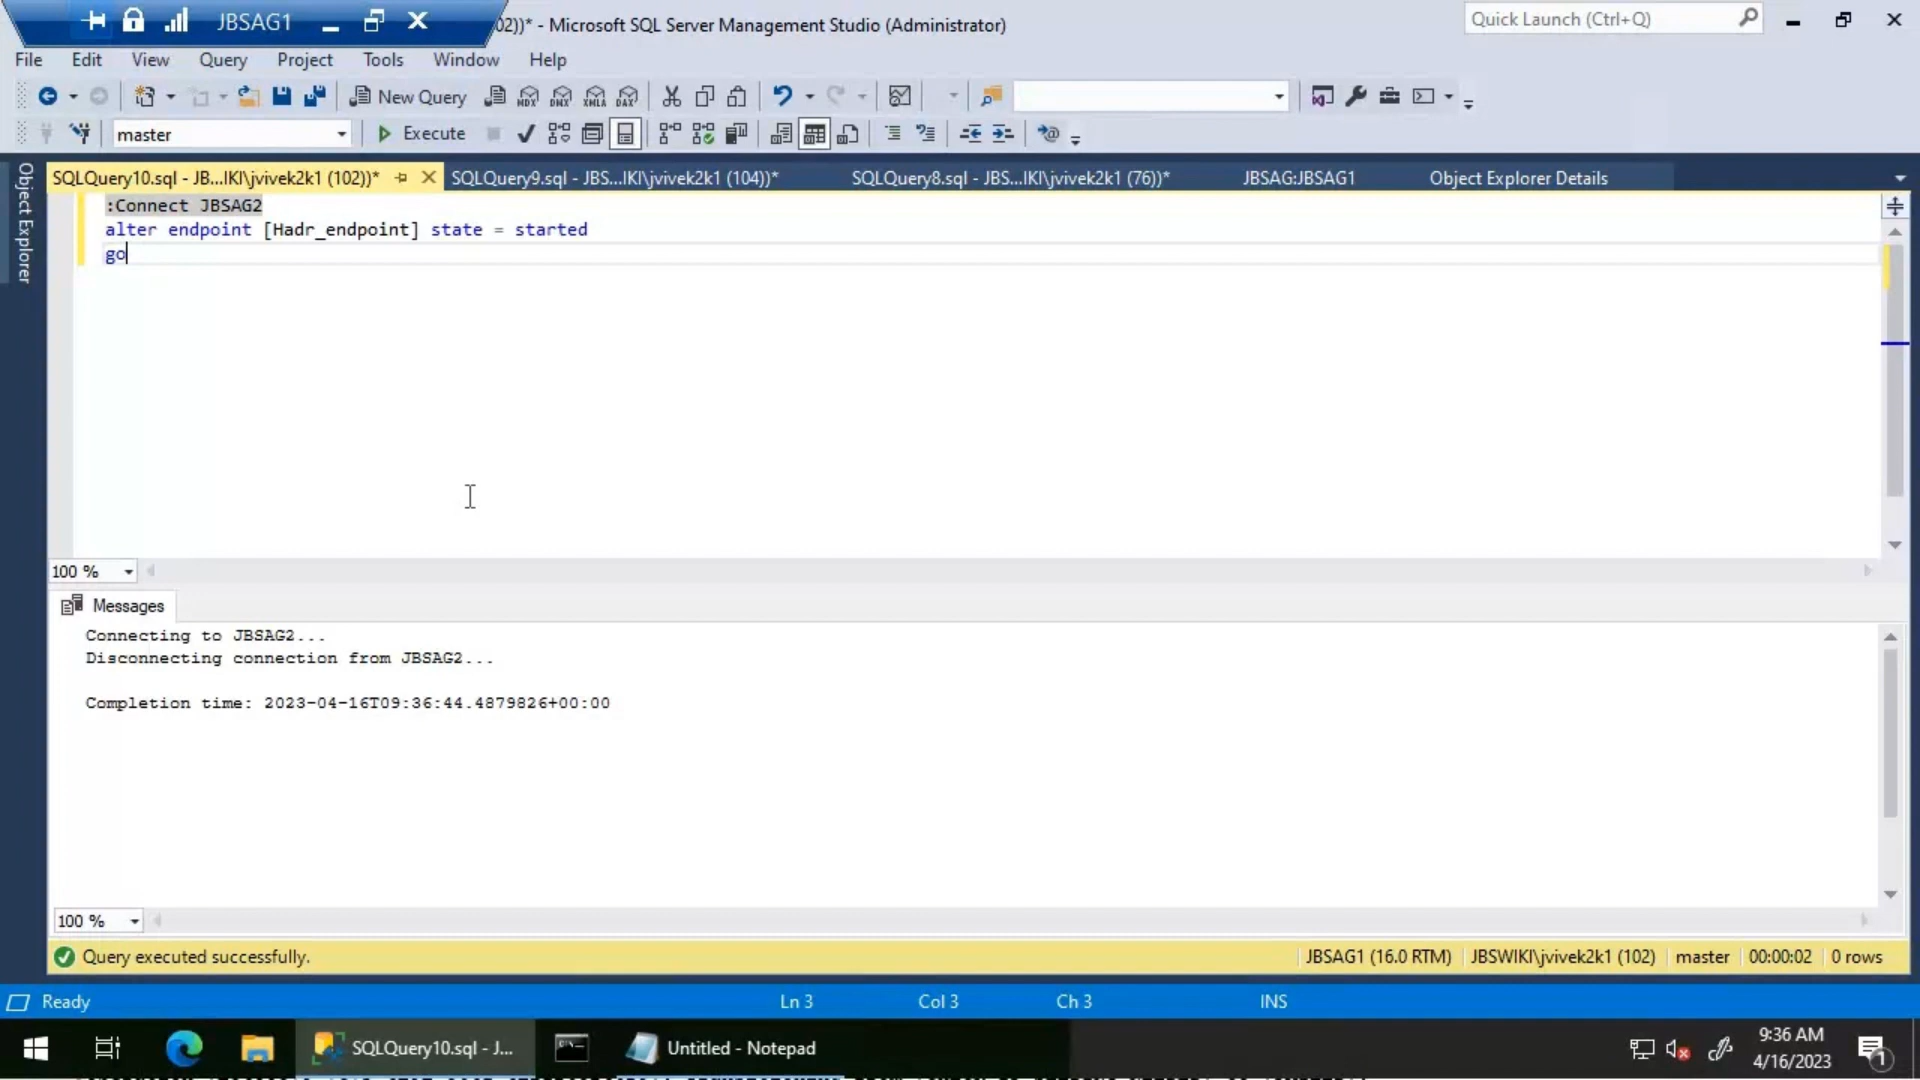 JBSAG1
02))* - Microsoft SQL Server Management Studio (Administrator)
Quick Launch (Ctrl+Q)
File Edit View Query Project Tools Window Help
New Query
MDX DMX XMLA DAX
master
Execute
SQLQuery10.sql - JB...IKI\jvivek2k1 (102))*
SQLQuery9.sql - JBS...IKI\jvivek2k1 (104))*
SQLQuery8.sql - JBS...IKI\jvivek2k1 (76))*
JBSAG:JBSAG1
Object Explorer Details
Object Explorer
:Connect JBSAG2
alter endpoint [Hadr_endpoint] state = started
go
100 %
Messages
Connecting to JBSAG2...
Disconnecting connection from JBSAG2...
Completion time: 2023-04-16T09:36:44.4879826+00:00
100 %
Query executed successfully.
JBSAG1 (16.0 RTM)
JBSWIKI\jvivek2k1 (102)
master
00:00:02
0 rows
Ready
Ln 3
Col 3
Ch 3
INS
SQLQuery10.sql - J...
Untitled - Notepad
9:36 AM
4/16/2023
1